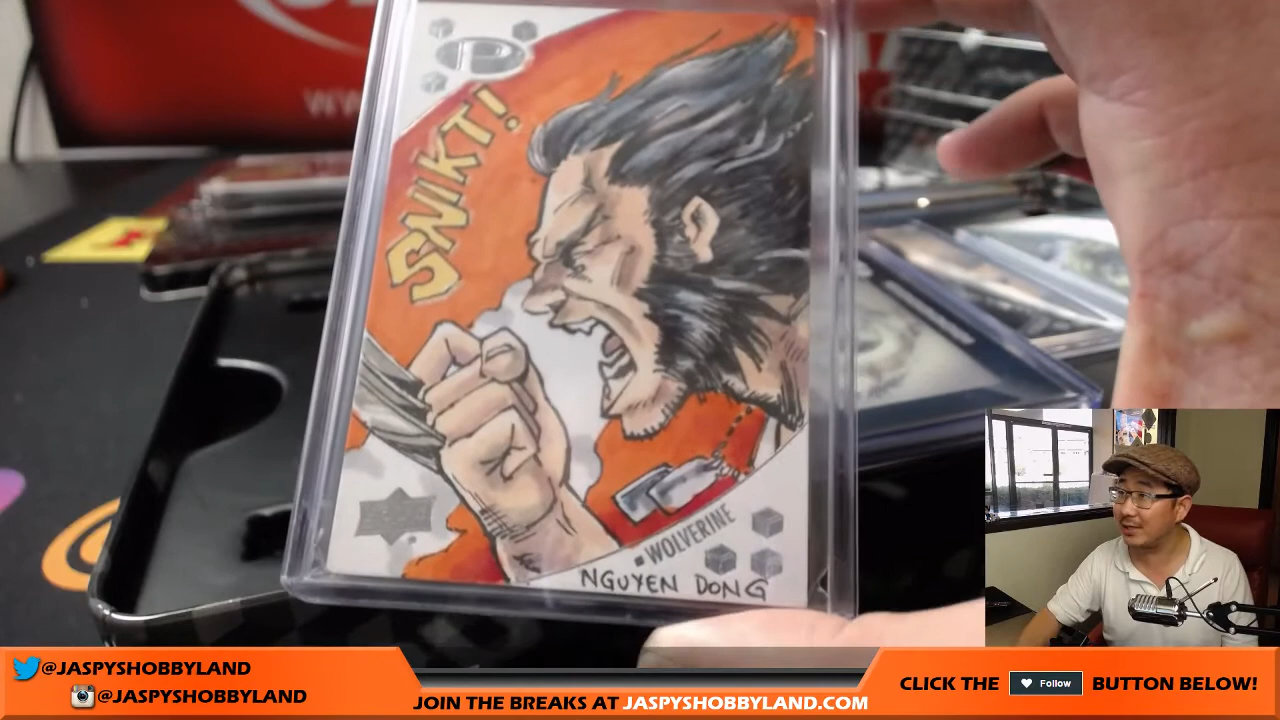 P
SNIKT!
WOLVERINE
NGUYEN DONG
@JASPYSHOBBYLAND
@JASPYSHOBBYLAND
JOIN THE BREAKS AT JASPYSHOBBYLAND.COM
CLICK THE Follow BUTTON BELOW!